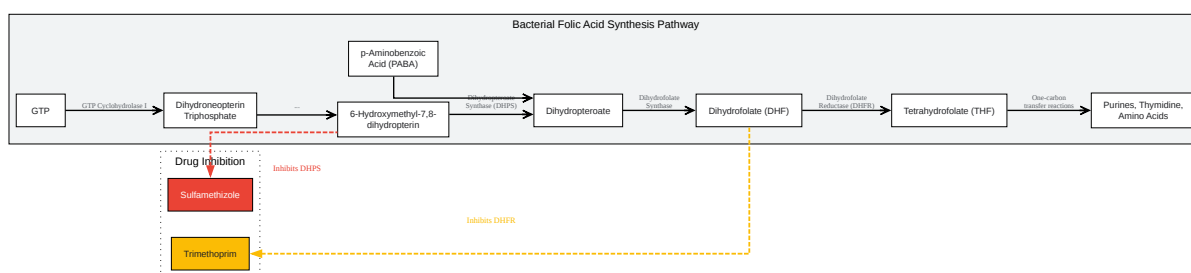 Bacterial Folic Acid Synthesis Pathway
p-Aminobenzoic
Acid (PABA)
GTP
GTP Cyclohydrolase I
Dihydroneopterin
Triphosphate
...
6-Hydroxymethyl-7,8-
dihydropterin
Dihydropteroate
Synthase (DHPS)
Dihydropteroate
Dihydrofolate
Synthase
Dihydrofolate (DHF)
Dihydrofolate
Reductase (DHFR)
Tetrahydrofolate (THF)
One-carbon
transfer reactions
Purines, Thymidine,
Amino Acids
Drug Inhibition
Inhibits DHPS
Sulfamethizole
Inhibits DHFR
Trimethoprim